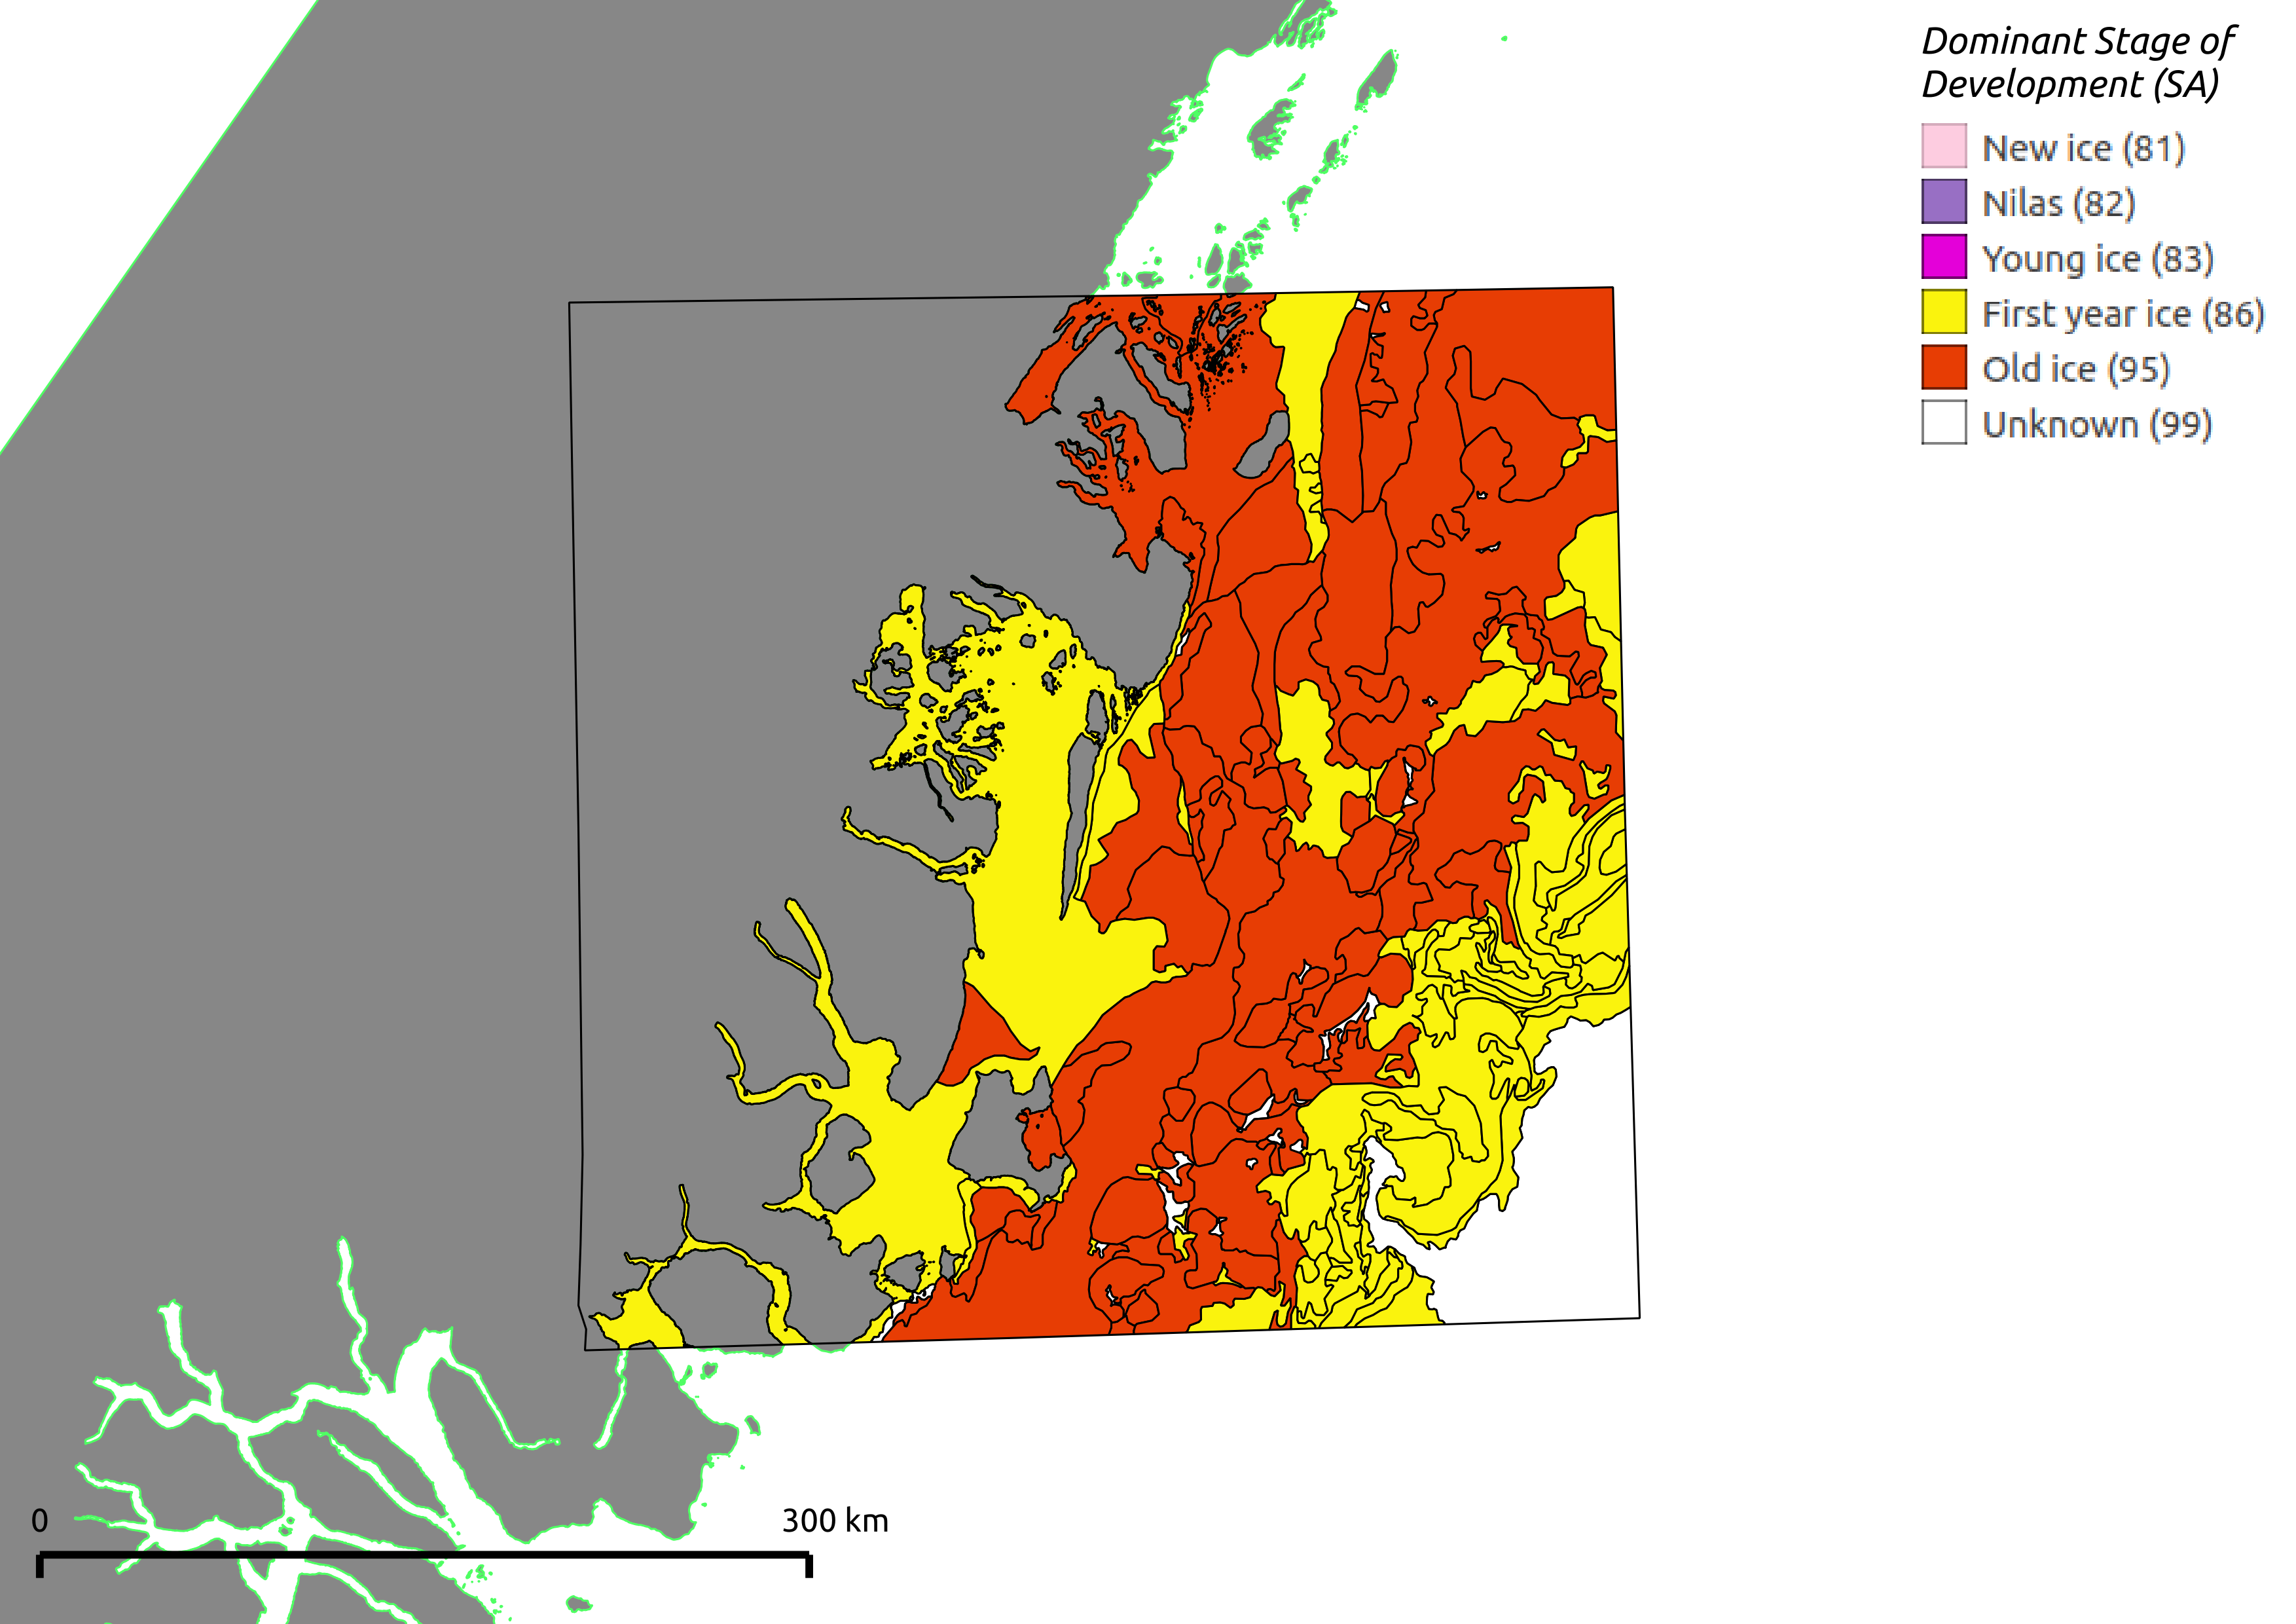 Dominant Stage of
Development (SA)
New ice (81)
Nilas (82)
Young ice (83)
First year ice (86)
Old ice (95)
Unknown (99)
0 300 km